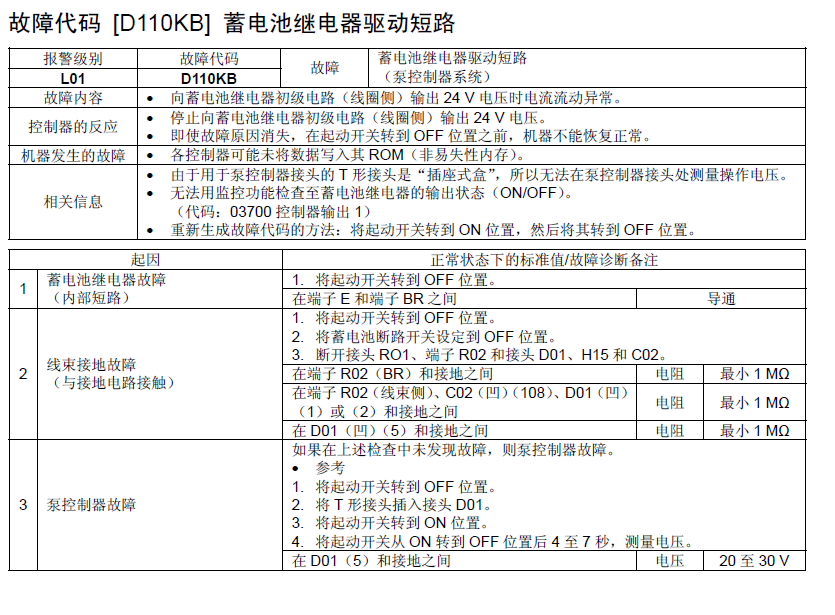 故障代码 [D110KB] 蓄电池继电器驱动短路
报警级别 故障代码 故障 蓄电池继电器驱动短路
L01 D110KB （泵控制器系统）
故障内容 • 向蓄电池继电器初级电路（线圈侧）输出 24 V 电压时电流流动异常。
控制器的反应 • 停止向蓄电池继电器初级电路（线圈侧）输出 24 V 电压。
• 即使故障原因消失，在起动开关转到 OFF 位置之前，机器不能恢复正常。
机器发生的故障 • 各控制器可能未将数据写入其 ROM（非易失性内存）。
相关信息 • 由于用于泵控制器接头的 T 形接头是“插座式盒”，所以无法在泵控制器接头处测量操作电压。
• 无法用监控功能检查至蓄电池继电器的输出状态（ON/OFF）。
（代码：03700 控制器输出 1）
• 重新生成故障代码的方法：将起动开关转到 ON 位置，然后将其转到 OFF 位置。
起因 正常状态下的标准值/故障诊断备注
1 蓄电池继电器故障 1. 将起动开关转到 OFF 位置。
（内部短路） 在端子 E 和端子 BR 之间 导通
2 线束接地故障 1. 将起动开关转到 OFF 位置。
（与接地电路接触） 2. 将蓄电池断路开关设定到 OFF 位置。
3. 断开接头 RO1、端子 R02 和接头 D01、H15 和 C02。
在端子 R02（BR）和接地之间 电阻 最小 1 MΩ
在端子 R02（线束侧）、C02（凹）（108）、D01（凹）
（1）或（2）和接地之间 电阻 最小 1 MΩ
在 D01（凹）（5）和接地之间 电阻 最小 1 MΩ
3 泵控制器故障 如果在上述检查中未发现故障，则泵控制器故障。
• 参考
1. 将起动开关转到 OFF 位置。
2. 将 T 形接头插入接头 D01。
3. 将起动开关转到 ON 位置。
4. 将起动开关从 ON 转到 OFF 位置后 4 至 7 秒，测量电压。
在 D01（5）和接地之间 电压 20 至 30 V